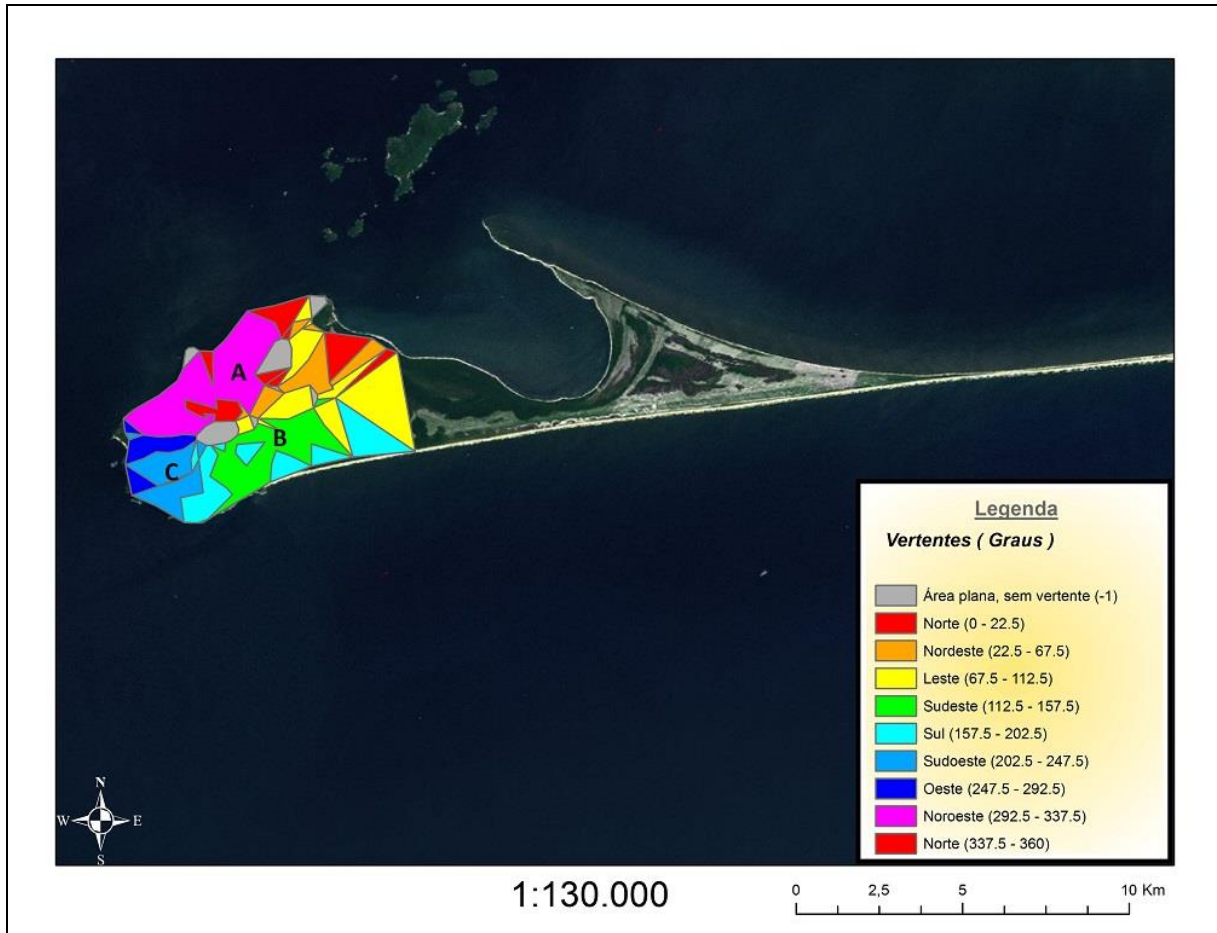 A
B
C
Legenda
Vertentes ( Graus )
Área plana, sem vertente (-1)
Norte (0 - 22.5)
Nordeste (22.5 - 67.5)
Leste (67.5 - 112.5)
Sudeste (112.5 - 157.5)
Sul (157.5 - 202.5)
Sudoeste (202.5 - 247.5)
Oeste (247.5 - 292.5)
Noroeste (292.5 - 337.5)
Norte (337.5 - 360)
N
W E
S
1:130.000
0 2,5 5 10 Km